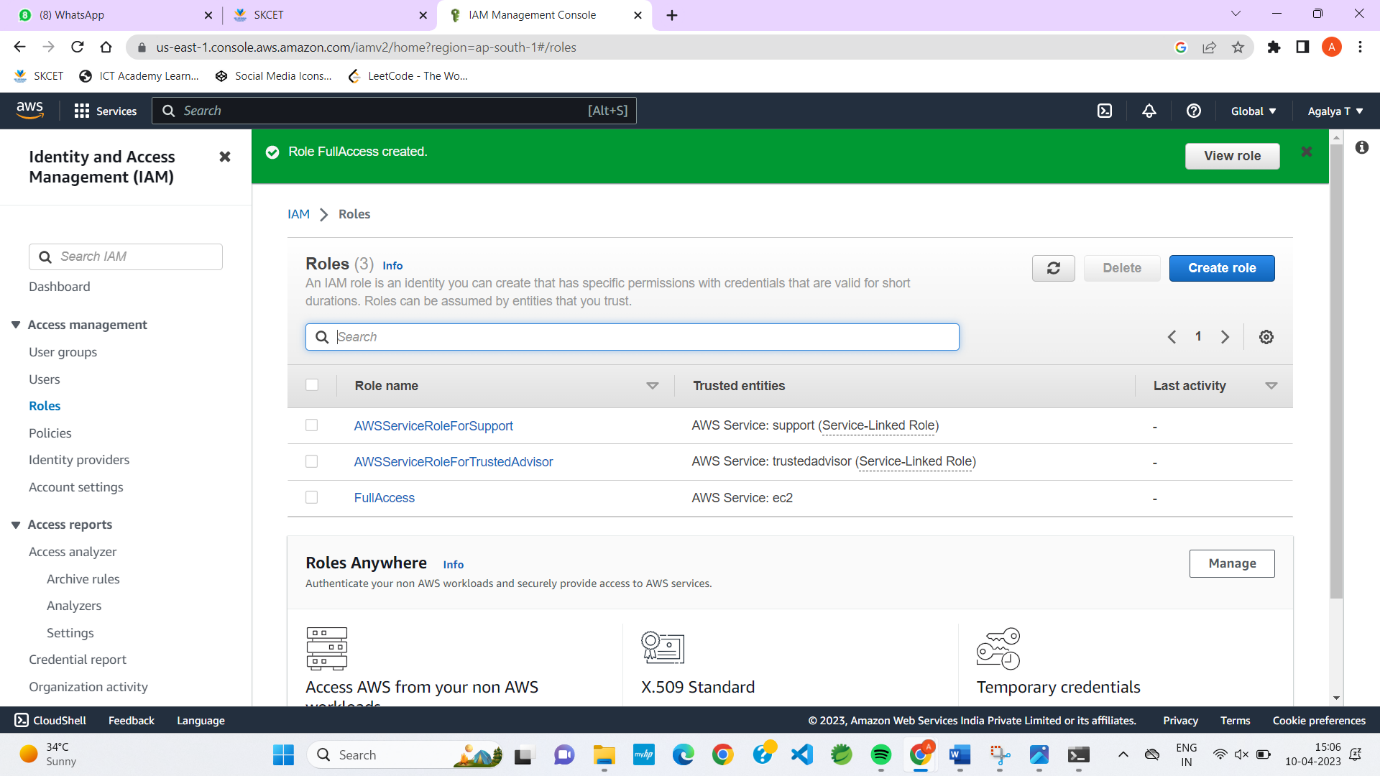 (8) WhatsApp
SKCET
IAM Management Console
us-east-1.console.aws.amazon.com/iamv2/home?region=ap-south-1#/roles
A
SKCET
ICT Academy Learn...
Social Media Icons...
LeetCode - The Wo...
aws
Services
Search
[Alt+S]
Global
Agalya T
Identity and Access
Management (IAM)
Role FullAccess created.
View role
IAM
Roles
Search IAM
Dashboard
Access management
User groups
Users
Roles
Policies
Identity providers
Account settings
Access reports
Access analyzer
Archive rules
Analyzers
Settings
Credential report
Organization activity
Roles (3) Info
An IAM role is an identity you can create that has specific permissions with credentials that are valid for short
durations. Roles can be assumed by entities that you trust.
Delete
Create role
Search
1
Role name
Trusted entities
Last activity
AWSServiceRoleForSupport
AWS Service: support (Service-Linked Role)
-
AWSServiceRoleForTrustedAdvisor
AWS Service: trustedadvisor (Service-Linked Role)
-
FullAccess
AWS Service: ec2
-
Roles Anywhere Info
Authenticate your non AWS workloads and securely provide access to AWS services.
Manage
Access AWS from your non AWS
workloads
X.509 Standard
Temporary credentials
CloudShell
Feedback
Language
© 2023, Amazon Web Services India Private Limited or its affiliates.
Privacy
Terms
Cookie preferences
34°C
Sunny
Search
myhp
A
ENG
IN
15:06
10-04-2023